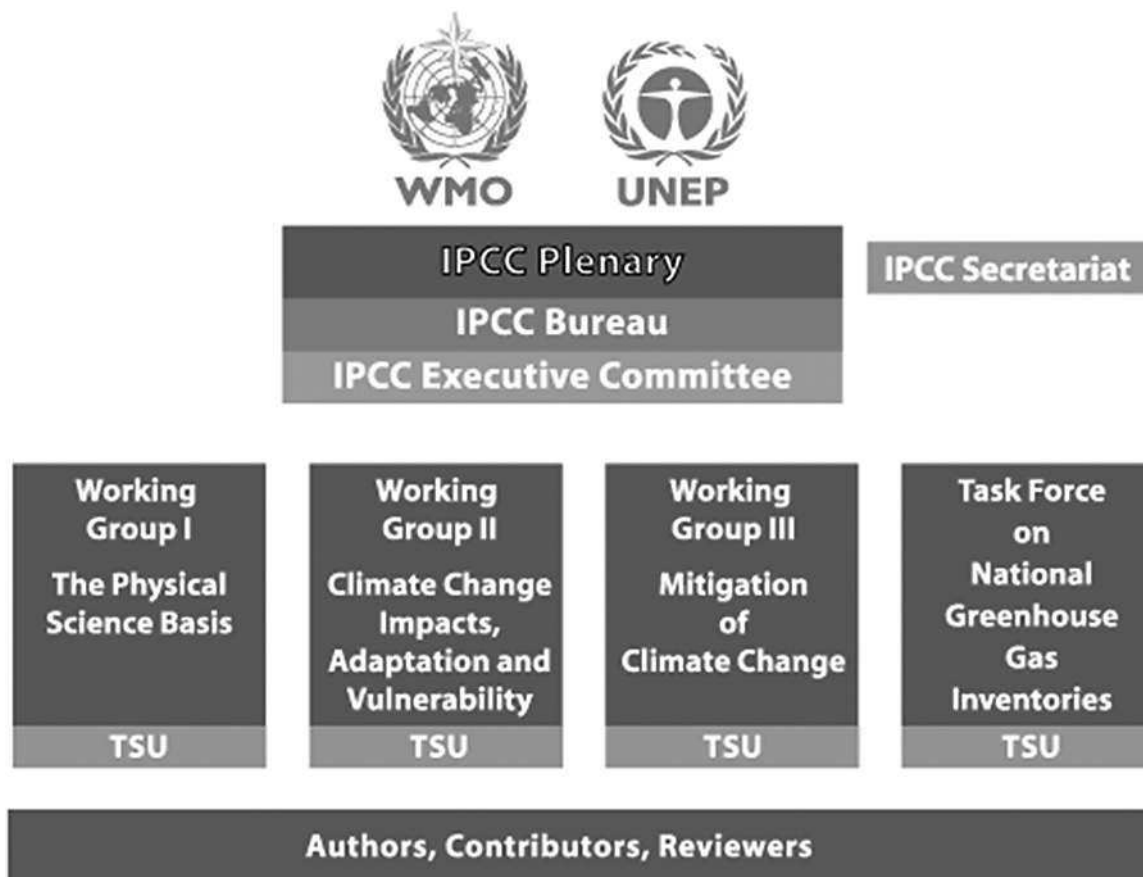 WMO
UNEP
IPCC Plenary
IPCC Secretariat
IPCC Bureau
IPCC Executive Committee
Working
Group I
The Physical
Science Basis
TSU
Working
Group II
Climate Change
Impacts,
Adaptation and
Vulnerability
TSU
Working
Group III
Mitigation
of
Climate Change
TSU
Task Force
on
National
Greenhouse
Gas
Inventories
TSU
Authors, Contributors, Reviewers